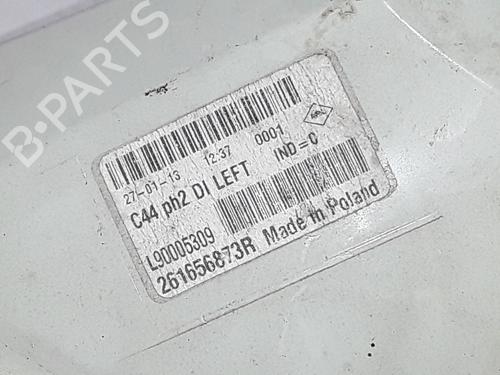 B-PARTS
27-01-13 12:37 0001
C44 ph2 DI LEFT IND=C
L90005309
261656873R Made in Poland